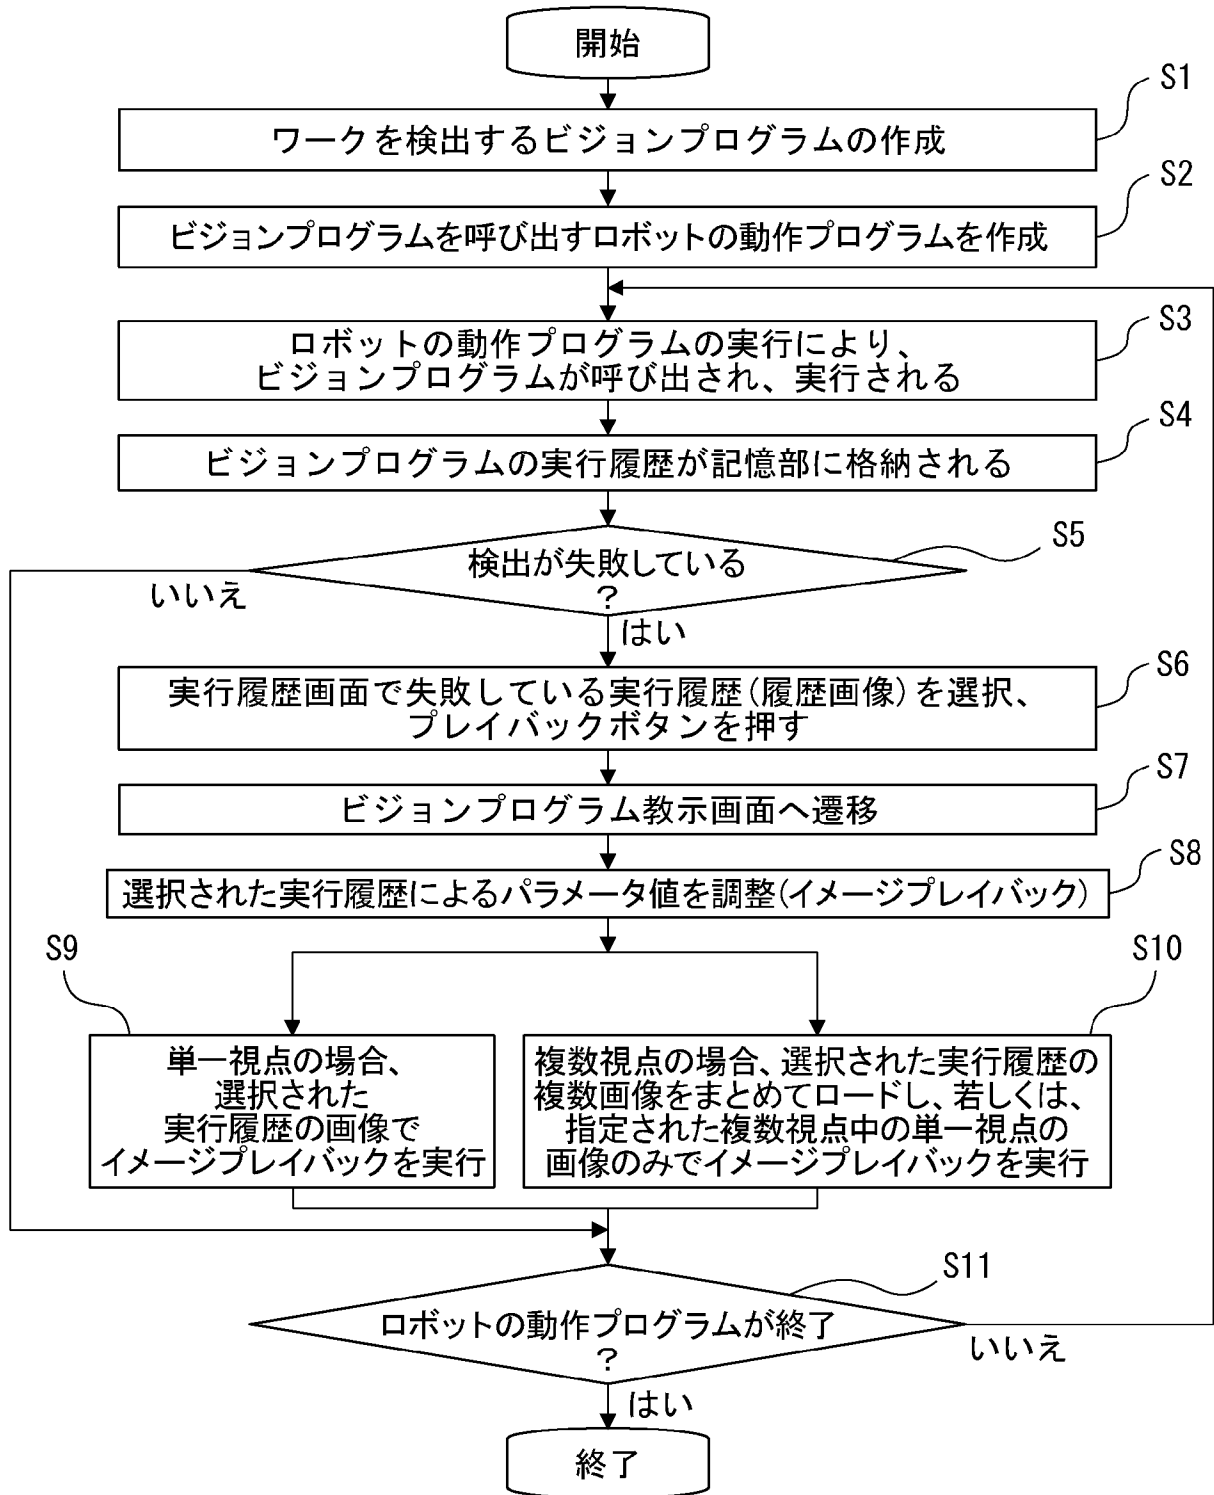 開始
S1
ワークを検出するビジョンプログラムの作成
S2
ビジョンプログラムを呼び出すロボットの動作プログラムを作成
S3
ロボットの動作プログラムの実行により、
ビジョンプログラムが呼び出され、実行される
S4
ビジョンプログラムの実行履歴が記憶部に格納される
S5
検出が失敗している
?
いいえ
はい
S6
実行履歴画面で失敗している実行履歴(履歴画像)を選択、
プレイバックボタンを押す
S7
ビジョンプログラム教示画面へ遷移
S8
選択された実行履歴によるパラメータ値を調整(イメージプレイバック)
S9
単一視点の場合、
選択された
実行履歴の画像で
イメージプレイバックを実行
S10
複数視点の場合、選択された実行履歴の
複数画像をまとめてロードし、若しくは、
指定された複数視点中の単一視点の
画像のみでイメージプレイバックを実行
S11
ロボットの動作プログラムが終了
?
いいえ
はい
終了